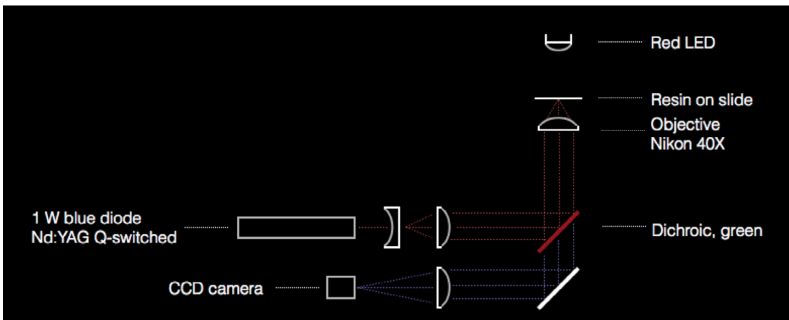 Red LED
Resin on slide
Objective
Nikon 40X
1 W blue diode
Nd:YAG Q-switched
Dichroic, green
CCD camera